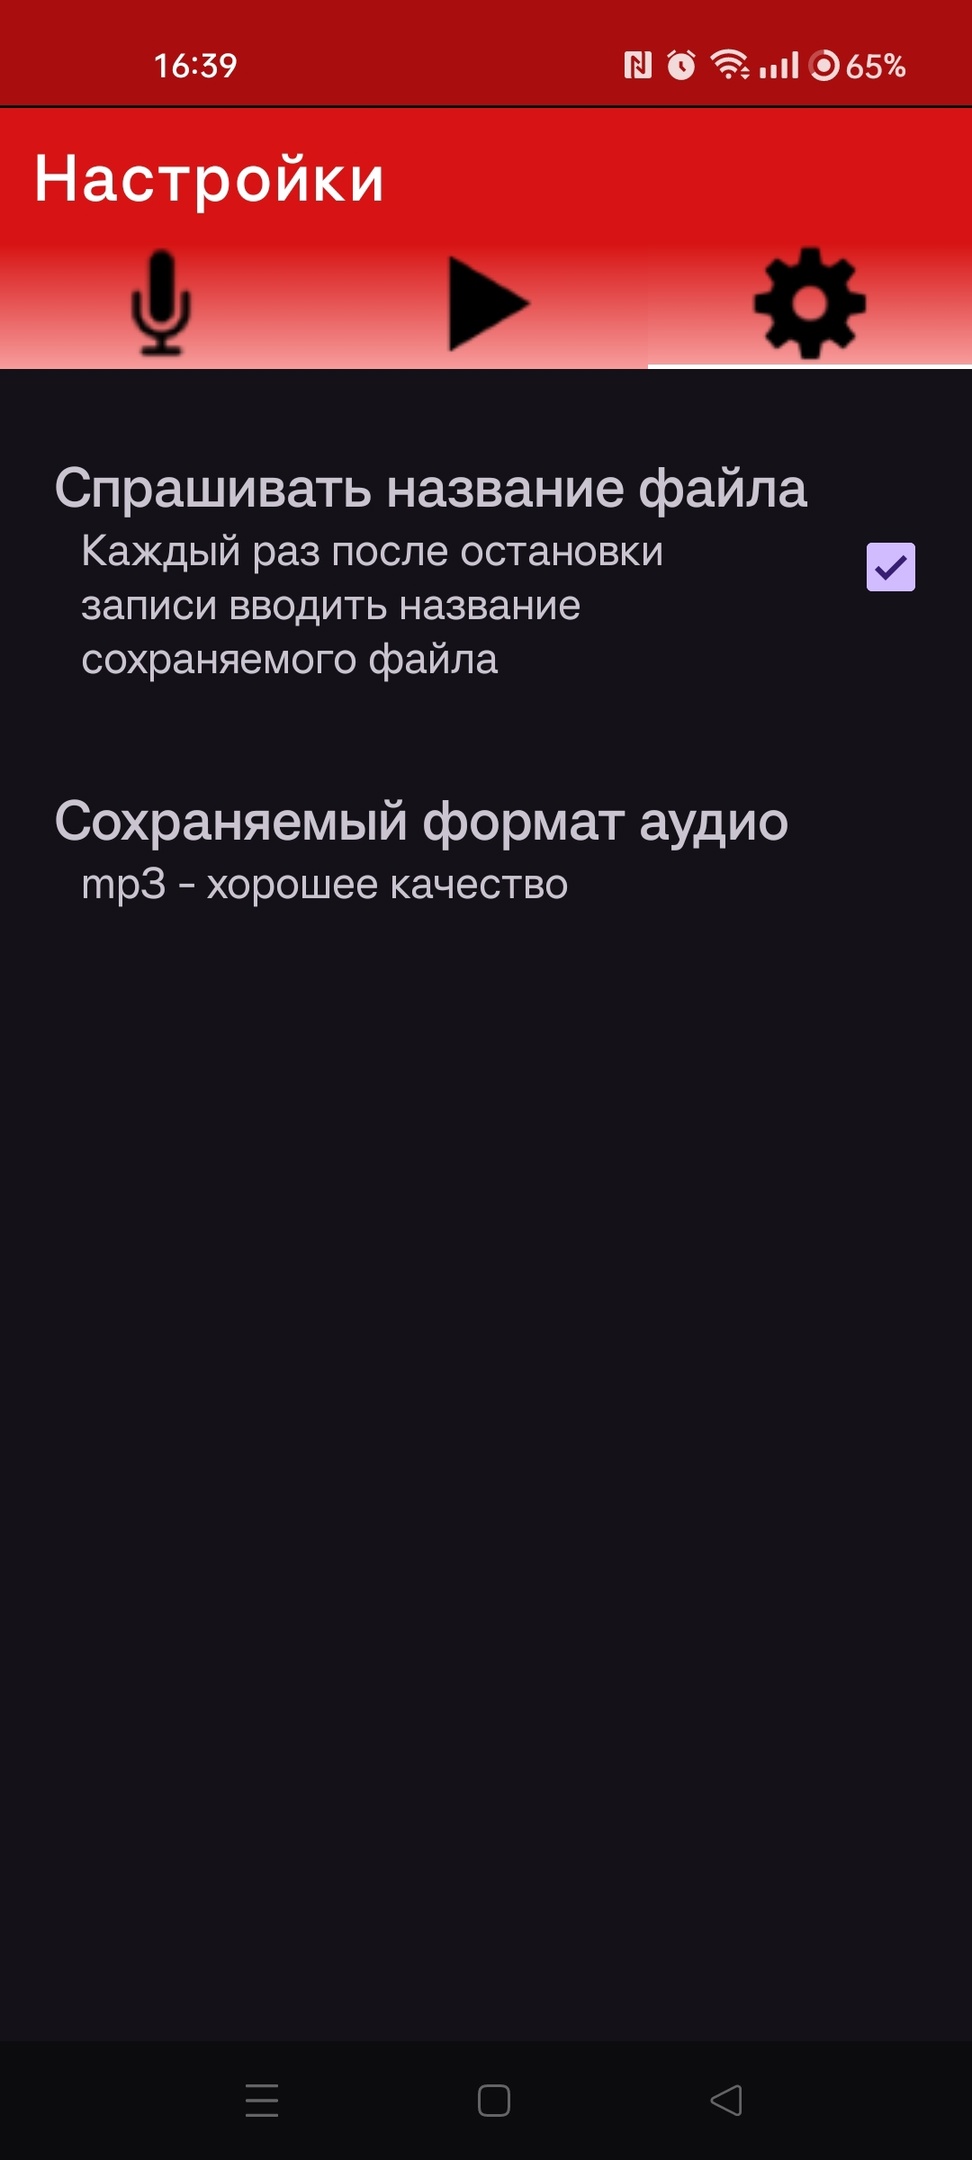 16:39
65%
Настройки
Спрашивать название файла
Каждый раз после остановки
записи вводить название
сохраняемого файла
Сохраняемый формат аудио
mp3 - хорошее качество